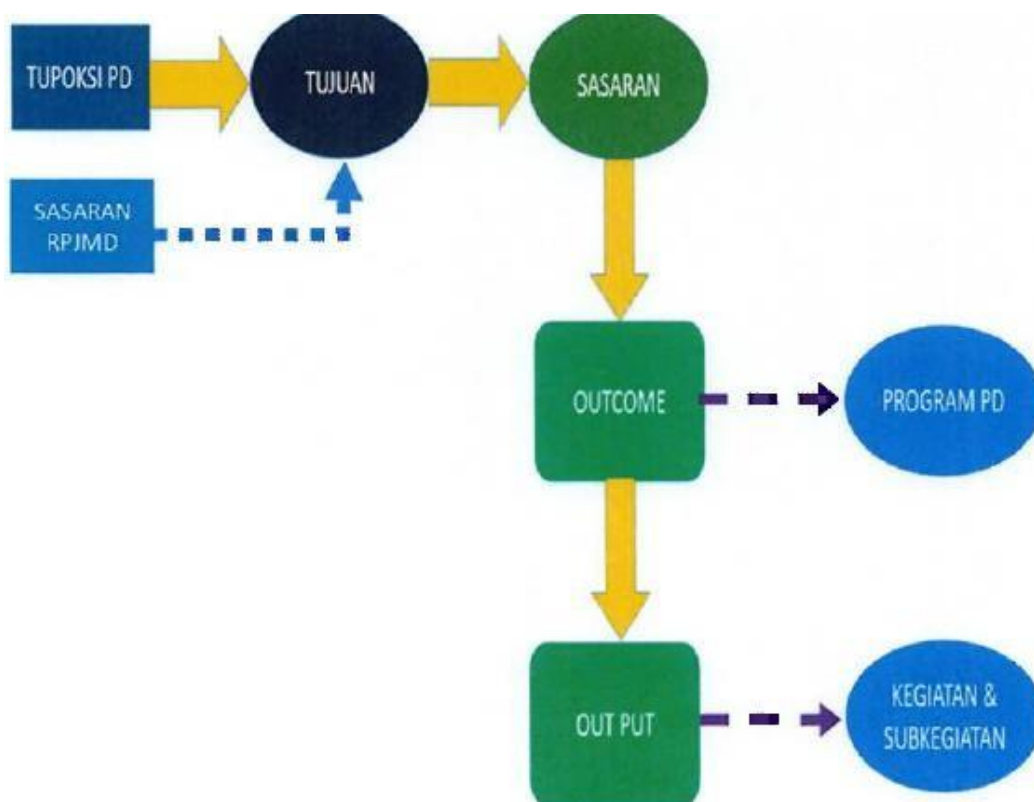 TUPOKSI PD
TUJUAN
SASARAN
SASARAN
RPJMD
OUTCOME
PROGRAM PD
OUT PUT
KEGIATAN &
SUBKEGIATAN